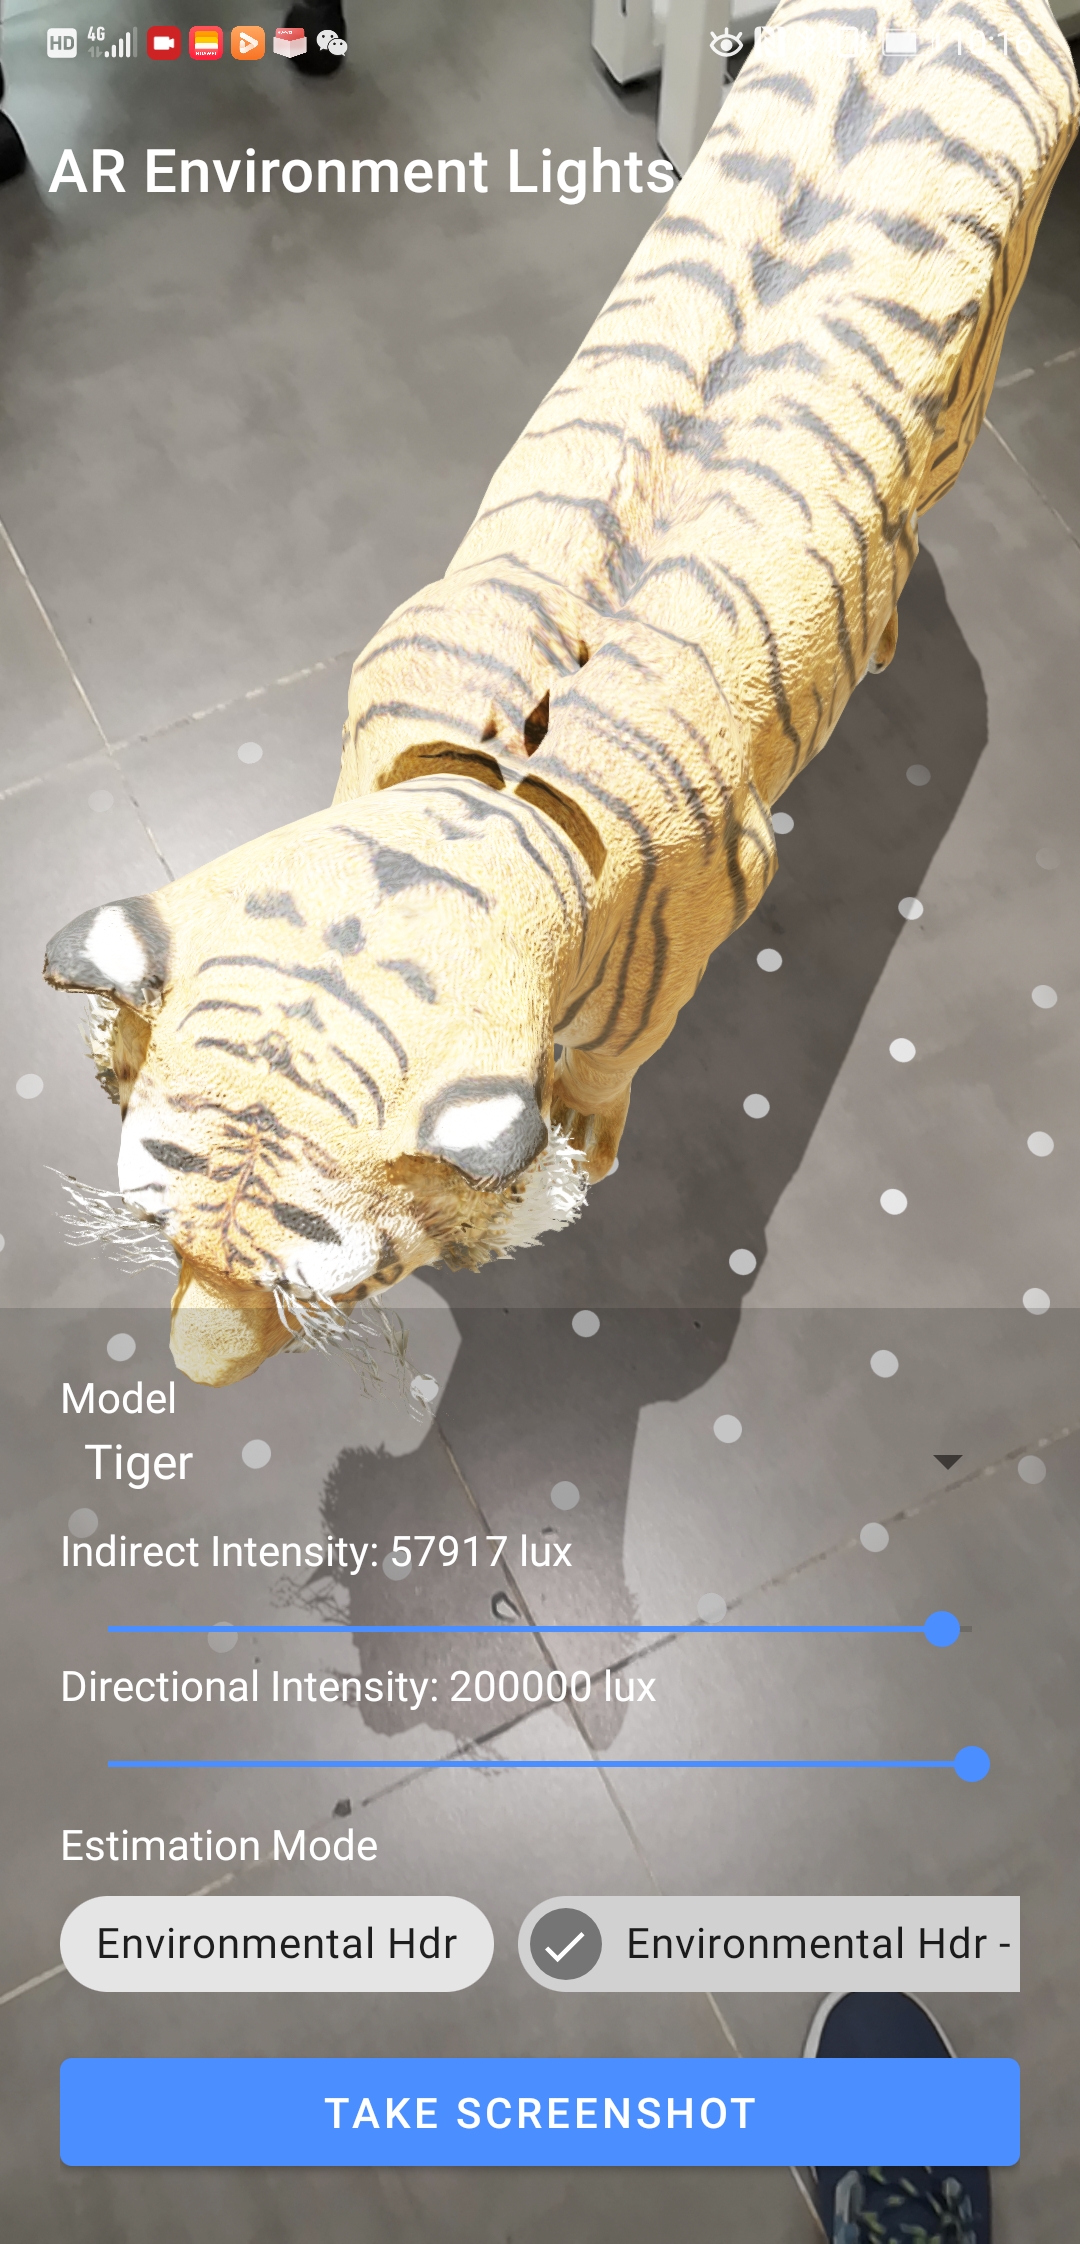 HD 4G
AR Environment Lights
Model
Tiger
Indirect Intensity: 57917 lux
Directional Intensity: 200000 lux
Estimation Mode
Environmental Hdr
Environmental Hdr -
TAKE SCREENSHOT